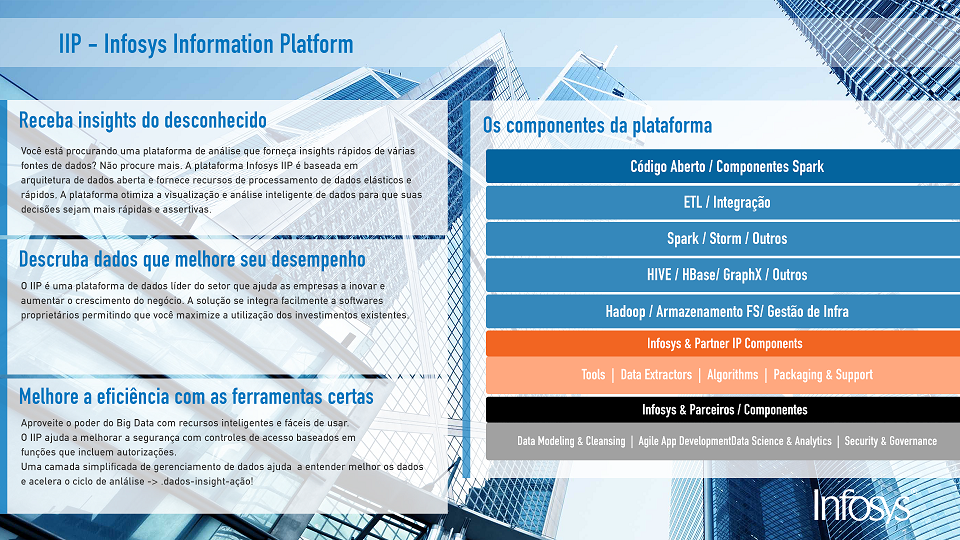 IIP - Infosys Information Platform
Receba insights do desconhecido
Você está procurando uma plataforma de análise que forneça insights rápidos de várias
fontes de dados? Não procure mais. A plataforma Infosys IIP é baseada em
arquitetura de dados aberta e fornece recursos de processamento de dados elásticos e
rápidos. A plataforma otimiza a visualização e análise inteligente de dados para que suas
decisões sejam mais rápidas e assertivas.
Descruba dados que melhore seu desempenho
O IIP é uma plataforma de dados líder do setor que ajuda as empresas a inovar e
aumentar o crescimento do negócio. A solução se integra facilmente a softwares
proprietários permitindo que você maximize a utilização dos investimentos existentes.
Melhore a eficiência com as ferramentas certas
Aproveite o poder do Big Data com recursos inteligentes e fáceis de usar.
O IIP ajuda a melhorar a segurança com controles de acesso baseados em
funções que incluem autorizações.
Uma camada simplificada de gerenciamento de dados ajuda a entender melhor os dados
e acelera o ciclo de anlálise -> .dados-insight-ação!
Os componentes da plataforma
Código Aberto / Componentes Spark
ETL / Integração
Spark / Storm / Outros
HIVE / HBase/ GraphX / Outros
Hadoop / Armazenamento FS/ Gestão de Infra
Infosys & Partner IP Components
Tools | Data Extractors | Algorithms | Packaging & Support
Infosys & Parceiros / Componentes
Data Modeling & Cleansing | Agile App DevelopmentData Science & Analytics | Security & Governance
Infosys